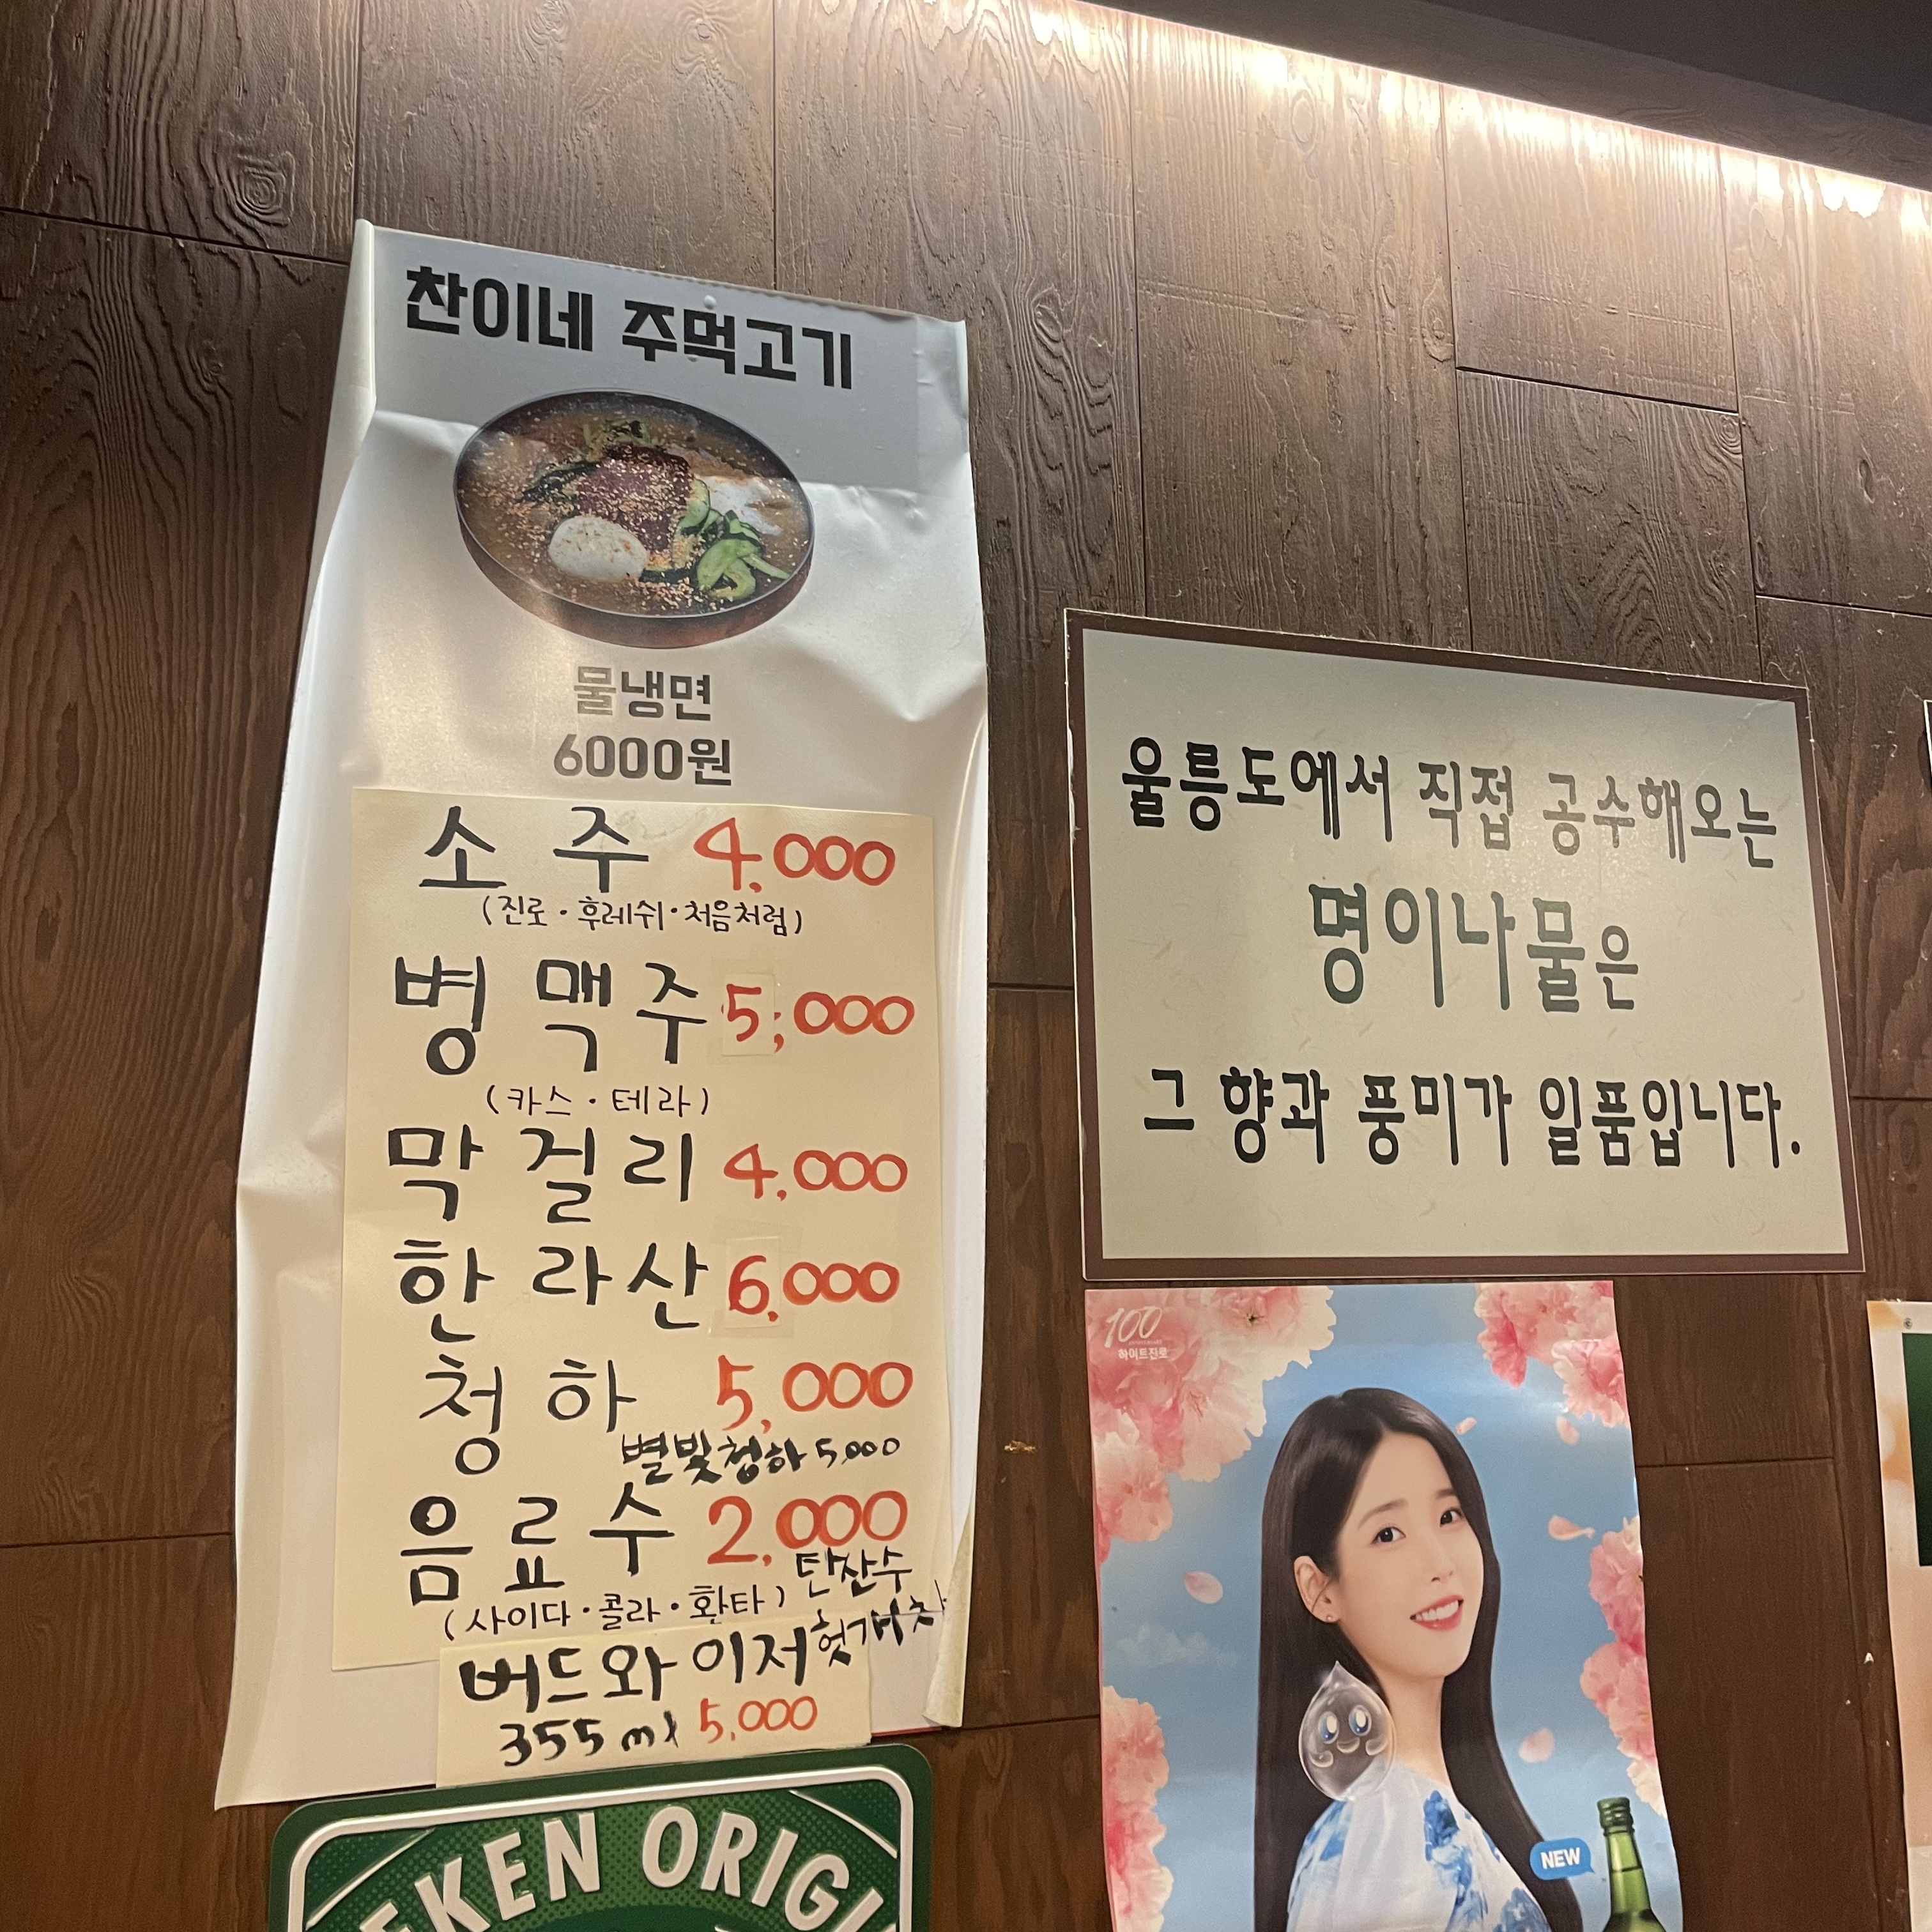 찬이네 주먹고기
물냉면
6000원
소주 4,000
(진로·후레쉬·처음처럼)
병맥주 5,000
(카스·테라)
막걸리 4,000
한라산 6,000
청하 5,000
별빛청하 5,000
음료수 2,000
탄산수
(사이다·콜라·환타)
헛개차
버드와이저
355ml 5,000
EKEN ORIGI
울릉도에서 직접 공수해오는
명이나물은
그 향과 풍미가 일품입니다.
100
하이트진로
NEW